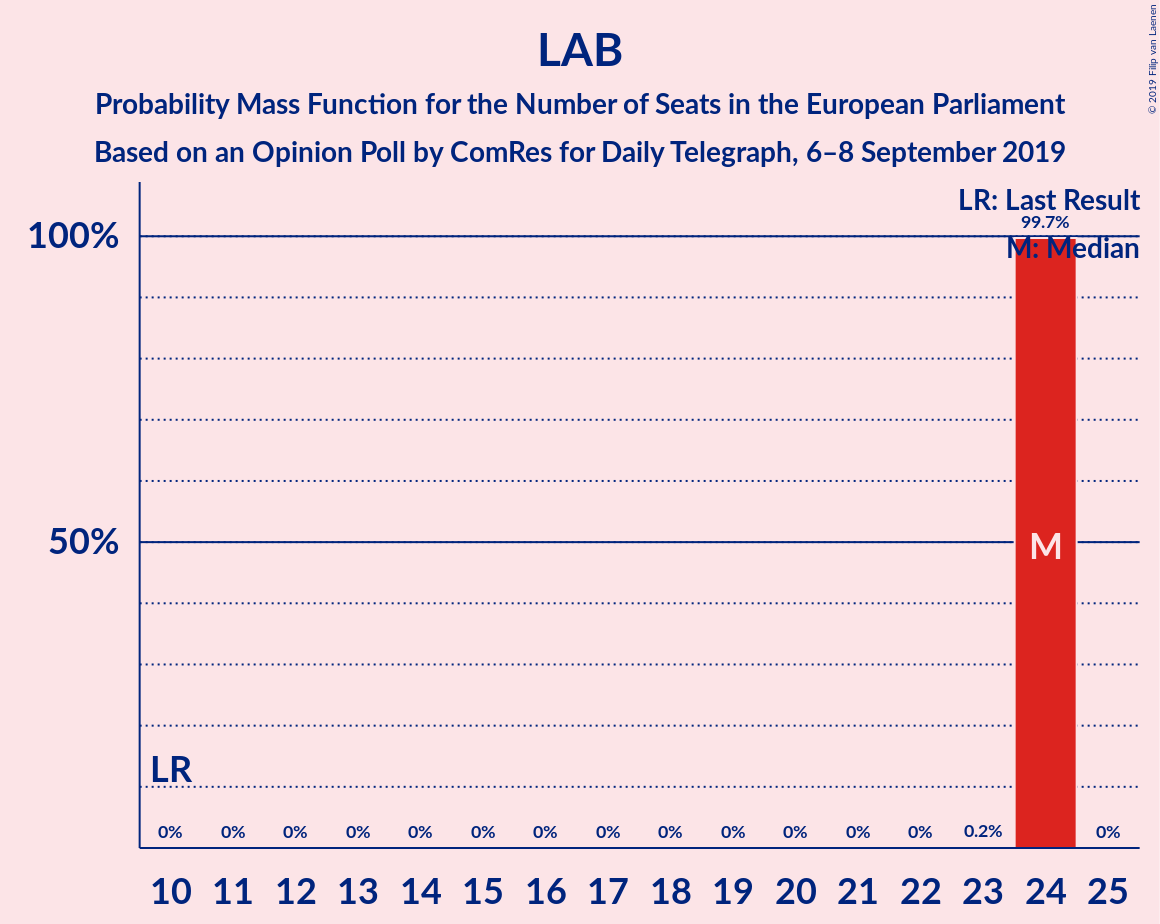 LAB
Probability Mass Function for the Number of Seats in the European Parliament
Based on an Opinion Poll by ComRes for Daily Telegraph, 6–8 September 2019
© 2019 Filip van Laenen
LR: Last Result
99.7%
100%
M: Median
50%
M
LR
0% 0% 0% 0% 0% 0% 0% 0% 0% 0% 0% 0% 0% 0.2% 0%
10 11 12 13 14 15 16 17 18 19 20 21 22 23 24 25